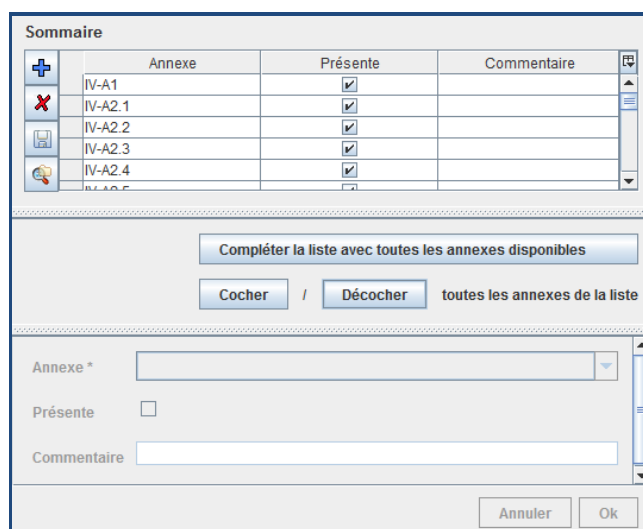 Sommaire
Annexe Présente Commentaire
IV-A1
IV-A2.1
IV-A2.2
IV-A2.3
IV-A2.4
Compléter la liste avec toutes les annexes disponibles
Cocher / Décocher toutes les annexes de la liste
Annexe *
Présente
Commentaire
Annuler Ok